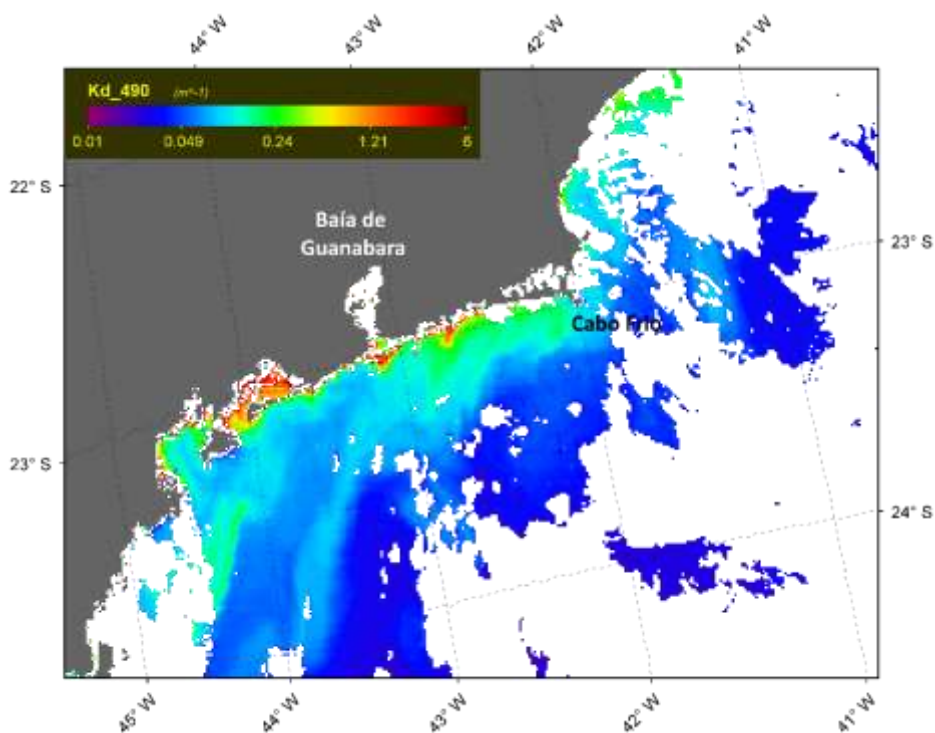 44° W 43° W 42° W 41° W
Kd_490 (m^-1)
0.01 0.049 0.24 1.21 6
22° S
Baía de
Guanabara
23° S
Cabo Frio
23° S
24° S
45° W 44° W 43° W 42° W 41° W